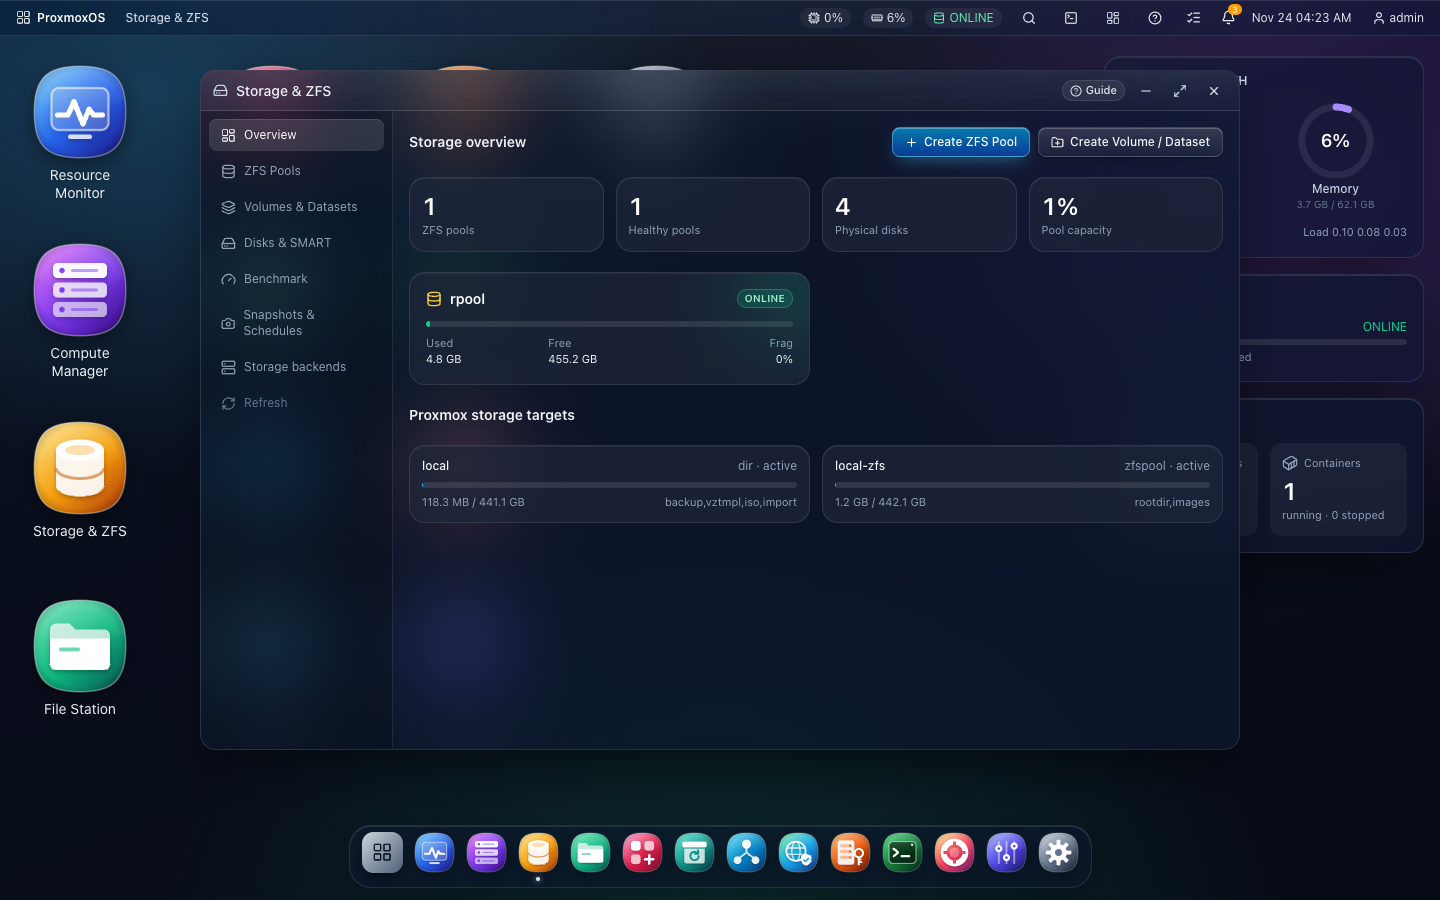 ProxmoxOS
Storage & ZFS
0%
6%
ONLINE
3
Nov 24 04:23 AM
admin
Resource
Monitor
Compute
Manager
Storage & ZFS
File Station
Storage & ZFS
Guide
Overview
ZFS Pools
Volumes & Datasets
Disks & SMART
Benchmark
Snapshots &
Schedules
Storage backends
Refresh
Storage overview
Create ZFS Pool
Create Volume / Dataset
1
ZFS pools
1
Healthy pools
4
Physical disks
1%
Pool capacity
rpool
ONLINE
Used
Free
Frag
4.8 GB
455.2 GB
0%
Proxmox storage targets
local
dir · active
118.3 MB / 441.1 GB
backup,vztmpl,iso,import
local-zfs
zfspool · active
1.2 GB / 442.1 GB
rootdir,images
6%
Memory
3.7 GB / 62.1 GB
Load 0.10 0.08 0.03
ONLINE
Containers
1
running · 0 stopped